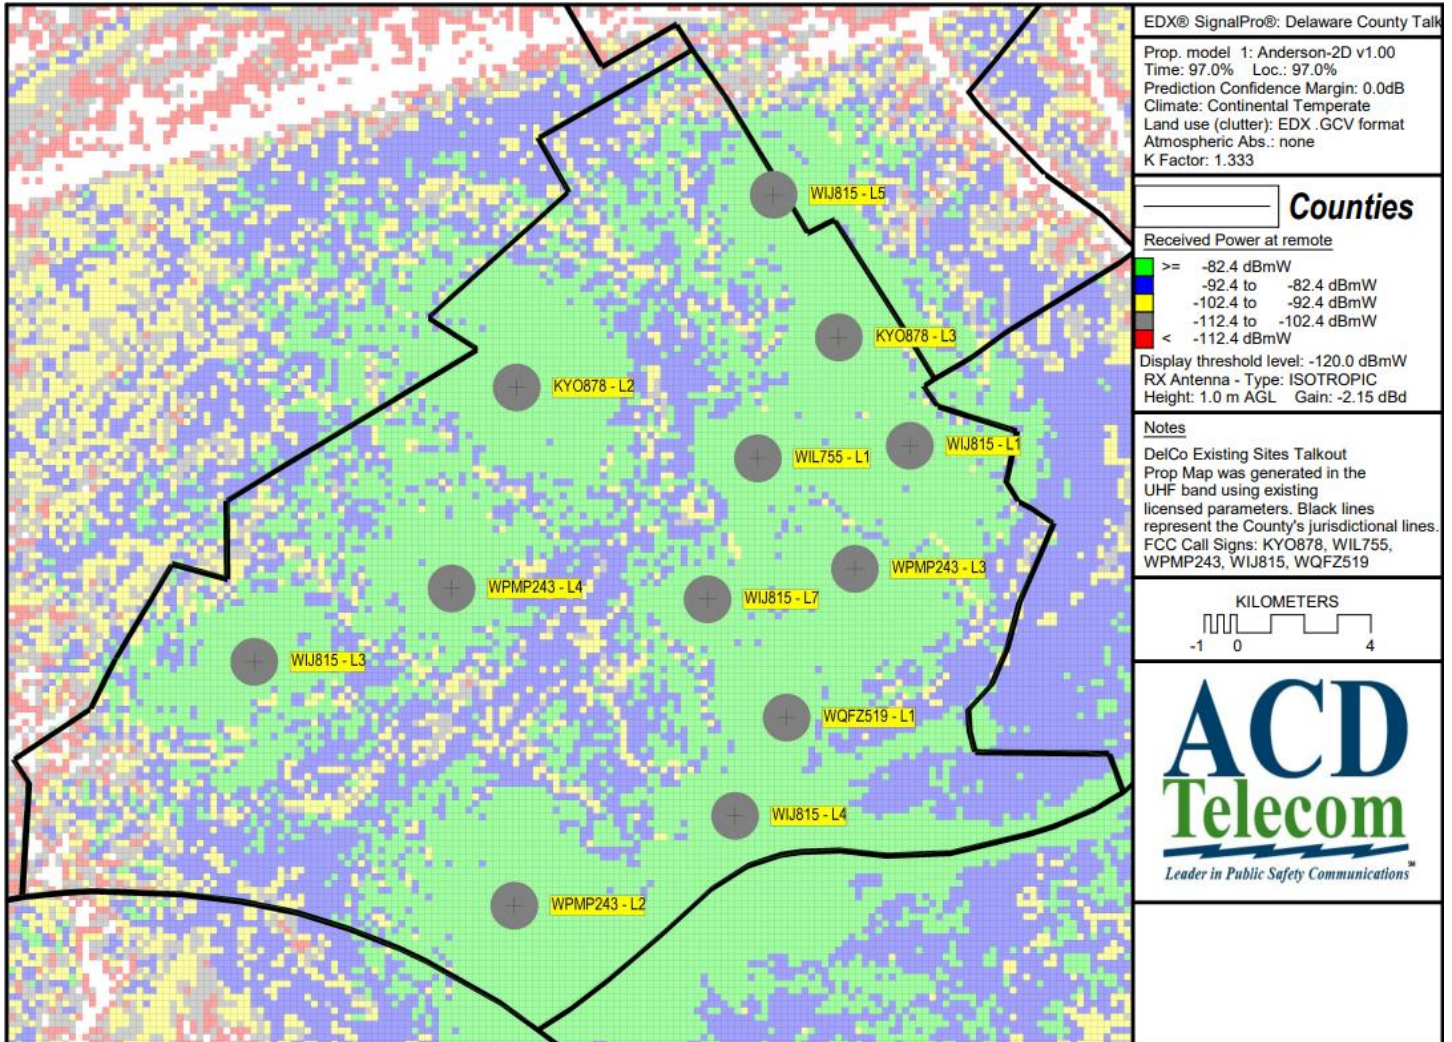 EDX® SignalPro®: Delaware County Talk
Prop. model 1: Anderson-2D v1.00
Time: 97.0% Loc.: 97.0%
Prediction Confidence Margin: 0.0dB
Climate: Continental Temperate
Land use (clutter): EDX .GCV format
Atmospheric Abs.: none
K Factor: 1.333
Counties
Received Power at remote
>= -82.4 dBmW
-92.4 to -82.4 dBmW
-102.4 to -92.4 dBmW
-112.4 to -102.4 dBmW
< -112.4 dBmW
Display threshold level: -120.0 dBmW
RX Antenna - Type: ISOTROPIC
Height: 1.0 m AGL Gain: -2.15 dBd
Notes
DelCo Existing Sites Talkout
Prop Map was generated in the
UHF band using existing
licensed parameters. Black lines
represent the County's jurisdictional lines.
FCC Call Signs: KYO878, WIL755,
WPMP243, WIJ815, WQFZ519
KILOMETERS
-1 0 4
ACD
Telecom
Leader in Public Safety Communications
SM
WIJ815 - L5
KYO878 - L3
KYO878 - L2
WIJ815 - L1
WIL755 - L1
WPMP243 - L3
WPMP243 - L4
WIJ815 - L7
WIJ815 - L3
WQFZ519 - L1
WIJ815 - L4
WPMP243 - L2